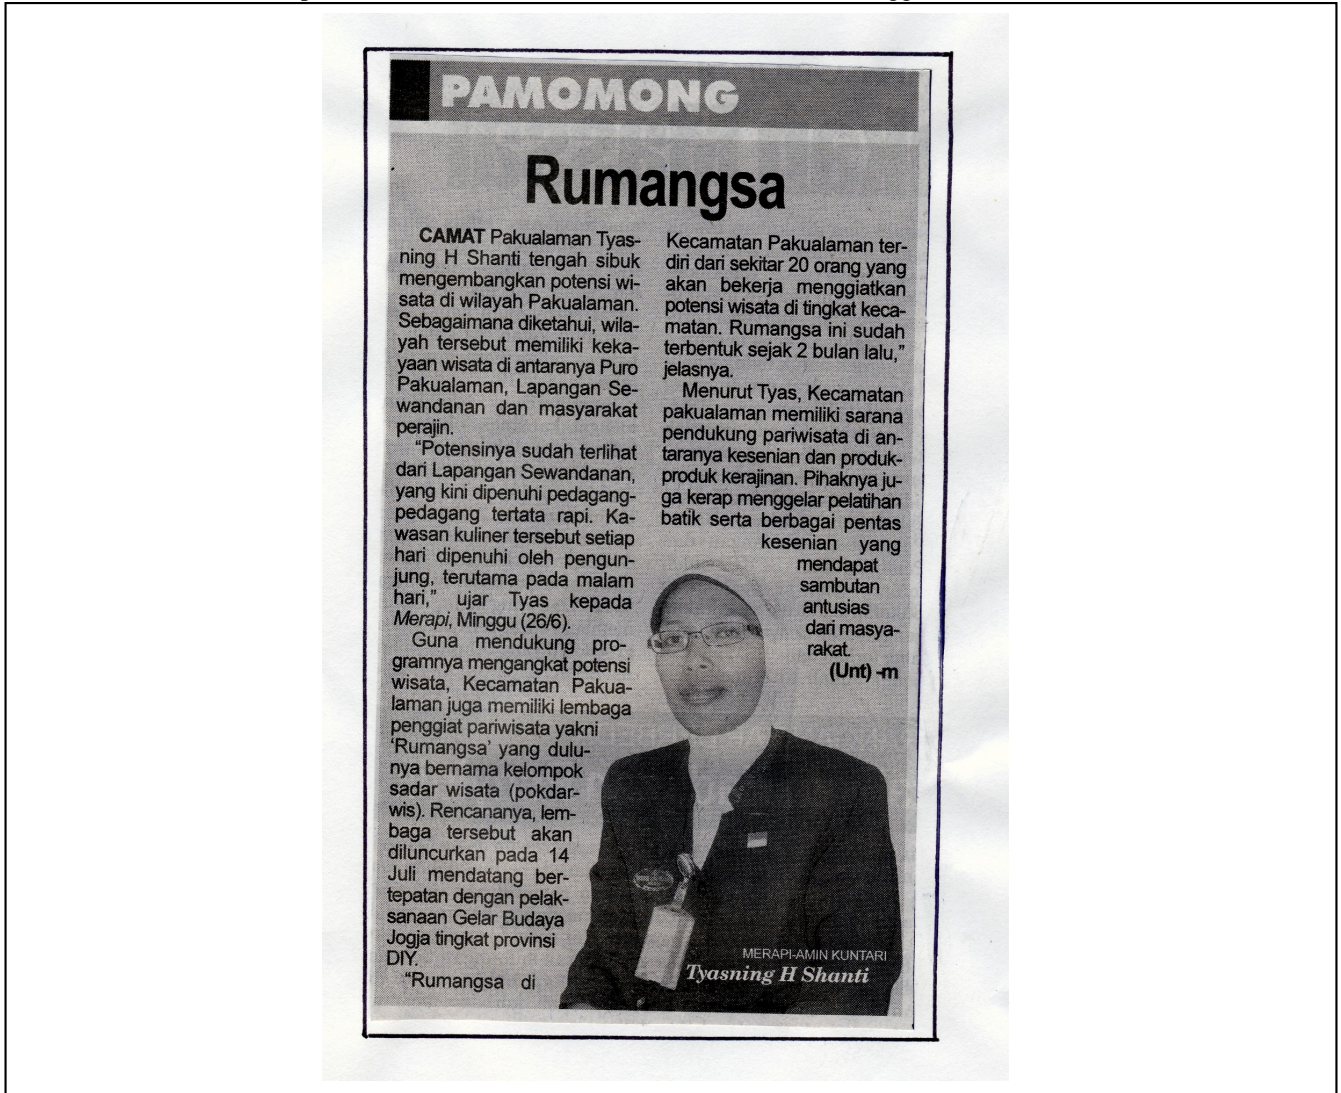 PAMOMONG
Rumangsa
CAMAT Pakualaman Tyas-
ning H Shanti tengah sibuk
mengembangkan potensi wi-
sata di wilayah Pakualaman.
Sebagaimana diketahui, wila-
yah tersebut memiliki keka-
yaan wisata di antaranya Puro
Pakualaman, Lapangan Se-
wandanan dan masyarakat
perajin.
“Potensinya sudah terlihat
dari Lapangan Sewandanan,
yang kini dipenuhi pedagang-
pedagang tertata rapi. Ka-
wasan kuliner tersebut setiap
hari dipenuhi oleh pengun-
jung, terutama pada malam
hari,” ujar Tyas kepada
Merapi, Minggu (26/6).
Guna mendukung pro-
gramnya mengangkat potensi
wisata, Kecamatan Pakua-
laman juga memiliki lembaga
penggiat pariwisata yakni
‘Rumangsa’ yang dulu-
nya bernama kelompok
sadar wisata (pokdar-
wis). Rencananya, lem-
baga tersebut akan
diluncurkan pada 14
Juli mendatang ber-
tepatan dengan pelak-
sanaan Gelar Budaya
Jogja tingkat provinsi
DIY.
“Rumangsa di
Kecamatan Pakualaman ter-
diri dari sekitar 20 orang yang
akan bekerja menggiatkan
potensi wisata di tingkat keca-
matan. Rumangsa ini sudah
terbentuk sejak 2 bulan lalu,”
jelasnya.
Menurut Tyas, Kecamatan
pakualaman memiliki sarana
pendukung pariwisata di an-
taranya kesenian dan produk-
produk kerajinan. Pihaknya ju-
ga kerap menggelar pelatihan
batik serta berbagai pentas
kesenian yang
mendapat
sambutan
antusias
dari masya-
rakat.
(Unt) -m
MERAPI-AMIN KUNTARI
Tyasning H Shanti